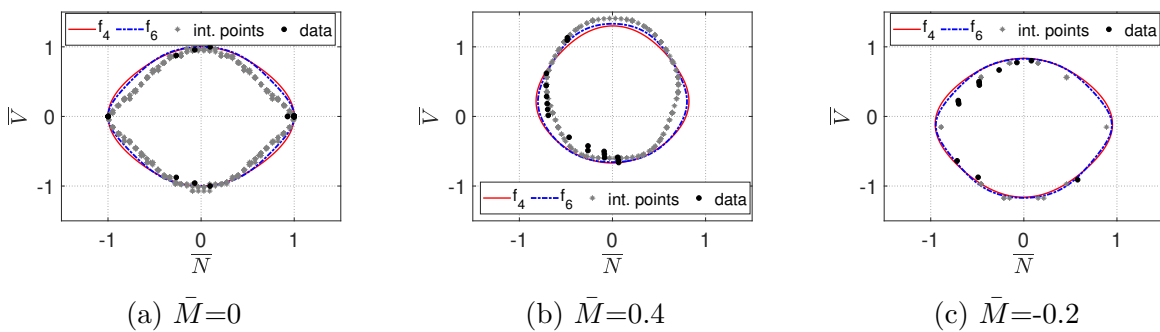 f4 f6 int. points data
1
0
-1
V̅
-1 0 1
N̅
(a) M̄=0
1
0
-1
V̅
f4 f6 int. points data
-1 0 1
N̅
(b) M̄=0.4
f4 f6 int. points data
1
0
-1
V̅
-1 0 1
N̅
(c) M̄=-0.2